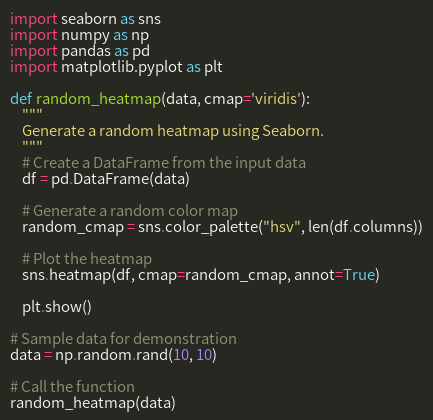 import seaborn as sns
import numpy as np
import pandas as pd
import matplotlib.pyplot as plt

def random_heatmap(data, cmap='viridis'):
    """
    Generate a random heatmap using Seaborn.
    """
    # Create a DataFrame from the input data
    df = pd.DataFrame(data)

    # Generate a random color map
    random_cmap = sns.color_palette("hsv", len(df.columns))

    # Plot the heatmap
    sns.heatmap(df, cmap=random_cmap, annot=True)

    plt.show()

# Sample data for demonstration
data = np.random.rand(10, 10)

# Call the function
random_heatmap(data)